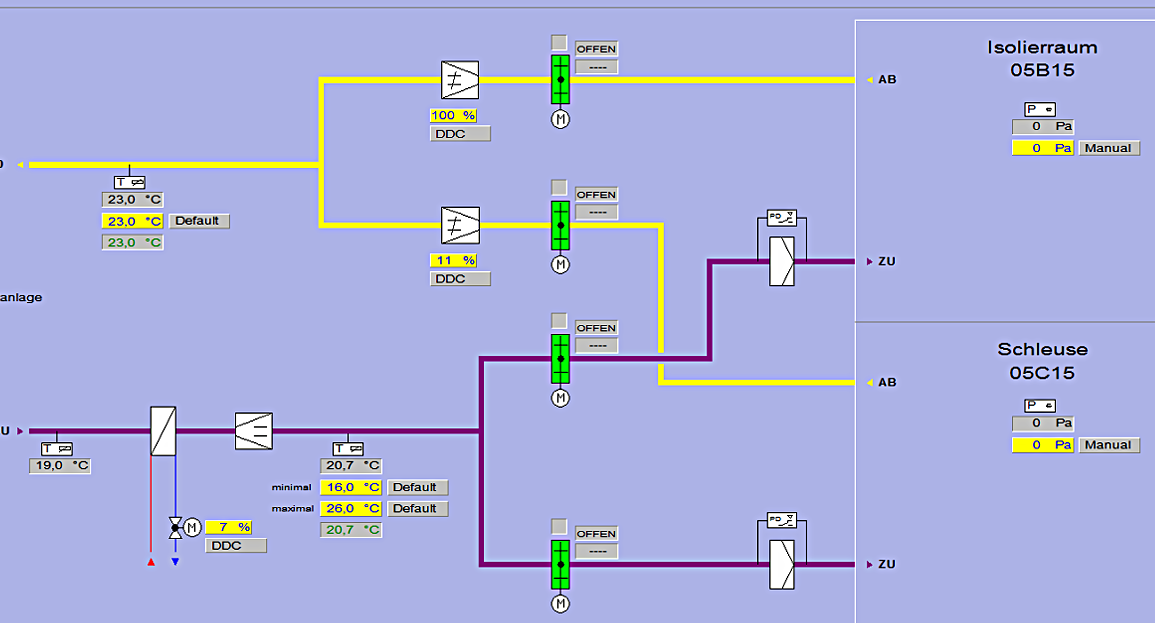 OFFEN
----
Isolierraum
05B15
AB
P
100 %
DDC
M
0 Pa
0 Pa Manual
T
23,0 °C
23,0 °C Default
23,0 °C
OFFEN
----
PD
11 %
DDC
M
ZU
anlage
OFFEN
----
Schleuse
05C15
AB
M
P
0 Pa
0 Pa Manual
U
T
19,0 °C
T
20,7 °C
minimal 16,0 °C Default
maximal 26,0 °C Default
20,7 °C
M
7 %
DDC
OFFEN
----
PD
ZU
M